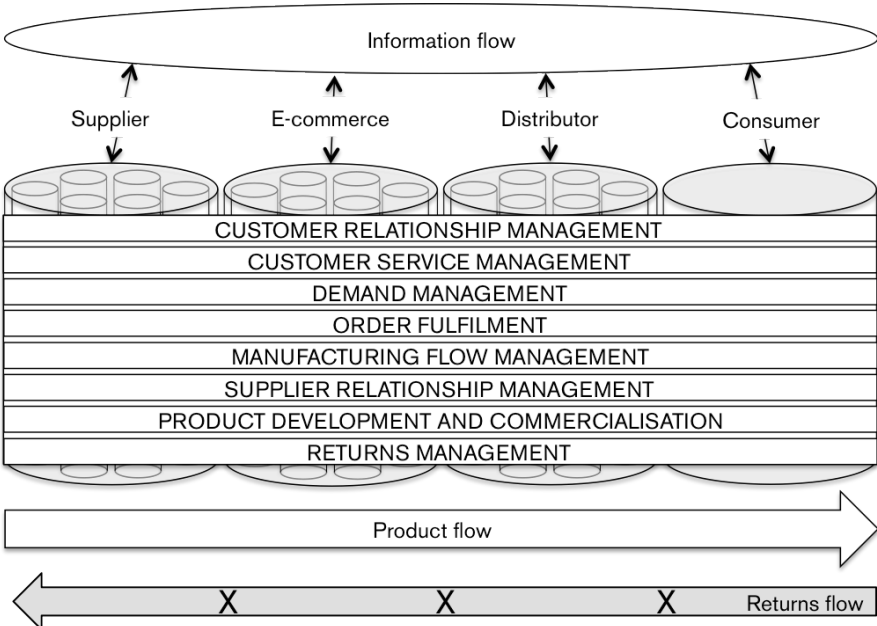 Information flow
Supplier
E-commerce
Distributor
Consumer
CUSTOMER RELATIONSHIP MANAGEMENT
CUSTOMER SERVICE MANAGEMENT
DEMAND MANAGEMENT
ORDER FULFILMENT
MANUFACTURING FLOW MANAGEMENT
SUPPLIER RELATIONSHIP MANAGEMENT
PRODUCT DEVELOPMENT AND COMMERCIALISATION
RETURNS MANAGEMENT
Product flow
X X X Returns flow